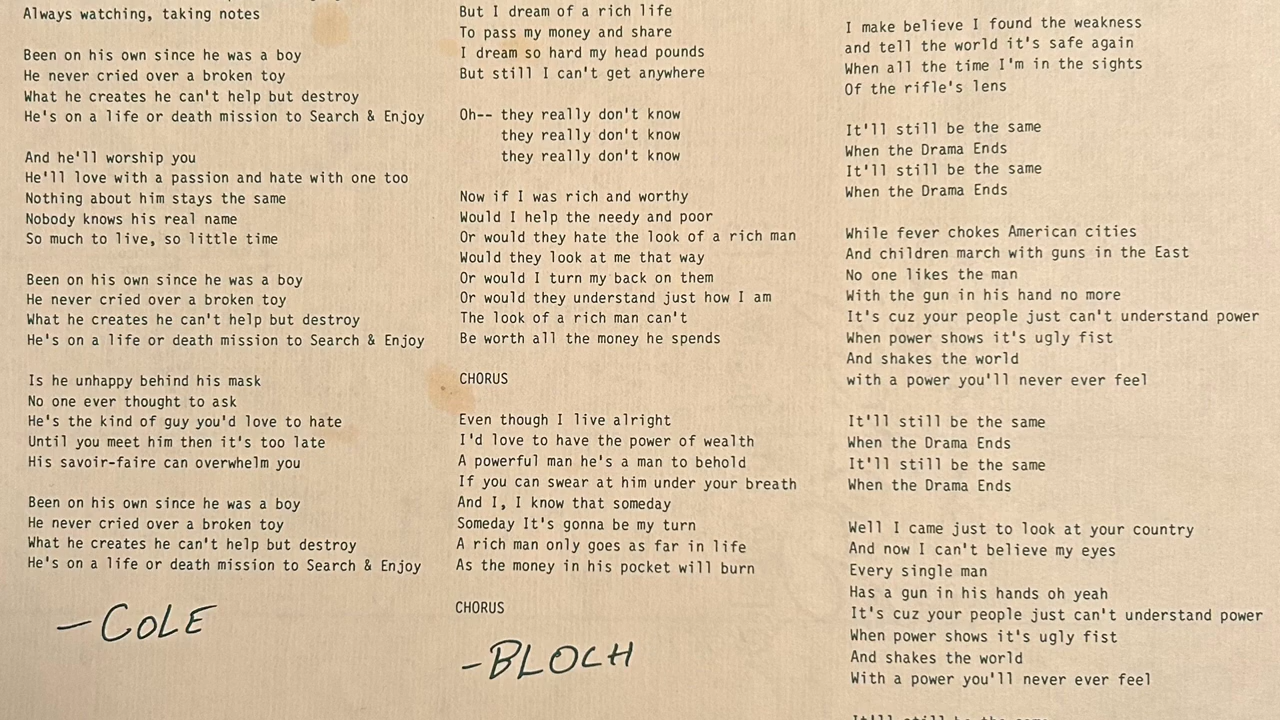 Always watching, taking notes
Been on his own since he was a boy
He never cried over a broken toy
What he creates he can't help but destroy
He's on a life or death mission to Search & Enjoy
And he'll worship you
He'll love with a passion and hate with one too
Nothing about him stays the same
Nobody knows his real name
So much to live, so little time
Been on his own since he was a boy
He never cried over a broken toy
What he creates he can't help but destroy
He's on a life or death mission to Search & Enjoy
Is he unhappy behind his mask
No one ever thought to ask
He's the kind of guy you'd love to hate
Until you meet him then it's too late
His savoir-faire can overwhelm you
Been on his own since he was a boy
He never cried over a broken toy
What he creates he can't help but destroy
He's on a life or death mission to Search & Enjoy
-COLE
But I dream of a rich life
To pass my money and share
I dream so hard my head pounds
But still I can't get anywhere
Oh-- they really don't know
they really don't know
they really don't know
Now if I was rich and worthy
Would I help the needy and poor
Or would they hate the look of a rich man
Would they look at me that way
Or would I turn my back on them
Or would they understand just how I am
The look of a rich man can't
Be worth all the money he spends
CHORUS
Even though I live alright
I'd love to have the power of wealth
A powerful man he's a man to behold
If you can swear at him under your breath
And I, I know that someday
Someday It's gonna be my turn
A rich man only goes as far in life
As the money in his pocket will burn
CHORUS
-BLOCH
I make believe I found the weakness
and tell the world it's safe again
When all the time I'm in the sights
Of the rifle's lens
It'll still be the same
When the Drama Ends
It'll still be the same
When the Drama Ends
While fever chokes American cities
And children march with guns in the East
No one likes the man
With the gun in his hand no more
It's cuz your people just can't understand power
When power shows it's ugly fist
And shakes the world
with a power you'll never ever feel
It'll still be the same
When the Drama Ends
It'll still be the same
When the Drama Ends
Well I came just to look at your country
And now I can't believe my eyes
Every single man
Has a gun in his hands oh yeah
It's cuz your people just can't understand power
When power shows it's ugly fist
And shakes the world
With a power you'll never ever feel
It'll still be the same